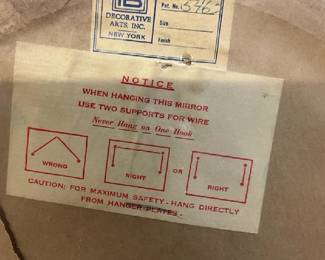 DECORATIVE
ARTS, INC.
NEW YORK
Pat. No. 5462
Size
Finish
NOTICE
WHEN HANGING THIS MIRROR
USE TWO SUPPORTS FOR WIRE
Never Hang on One Hook
WRONG
RIGHT
OR
RIGHT
CAUTION: FOR MAXIMUM SAFETY - HANG DIRECTLY
FROM HANGER PLATES.